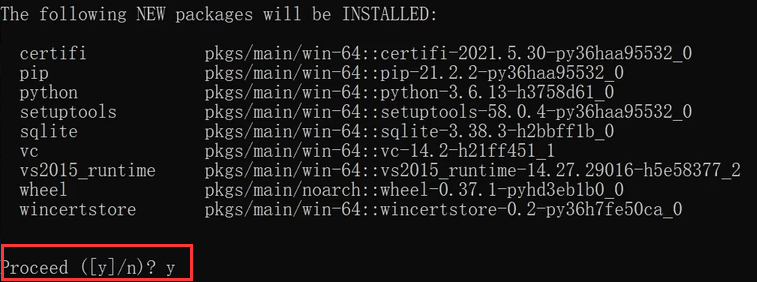 The following NEW packages will be INSTALLED:
certifi pkgs/main/win-64::certifi-2021.5.30-py36haa95532_0
pip pkgs/main/win-64::pip-21.2.2-py36haa95532_0
python pkgs/main/win-64::python-3.6.13-h3758d61_0
setuptools pkgs/main/win-64::setuptools-58.0.4-py36haa95532_0
sqlite pkgs/main/win-64::sqlite-3.38.3-h2bbff1b_0
vc pkgs/main/win-64::vc-14.2-h21ff451_1
vs2015_runtime pkgs/main/win-64::vs2015_runtime-14.27.29016-h5e58377_2
wheel pkgs/main/noarch::wheel-0.37.1-pyhd3eb1b0_0
wincertstore pkgs/main/win-64::wincertstore-0.2-py36h7fe50ca_0
Proceed ([y]/n)? y